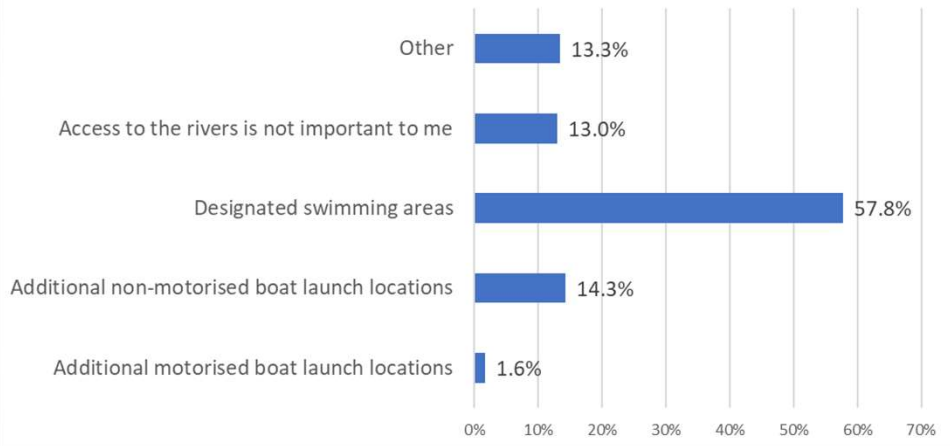 Other 13.3%
Access to the rivers is not important to me 13.0%
Designated swimming areas 57.8%
Additional non-motorised boat launch locations 14.3%
Additional motorised boat launch locations 1.6%
0% 10% 20% 30% 40% 50% 60% 70%